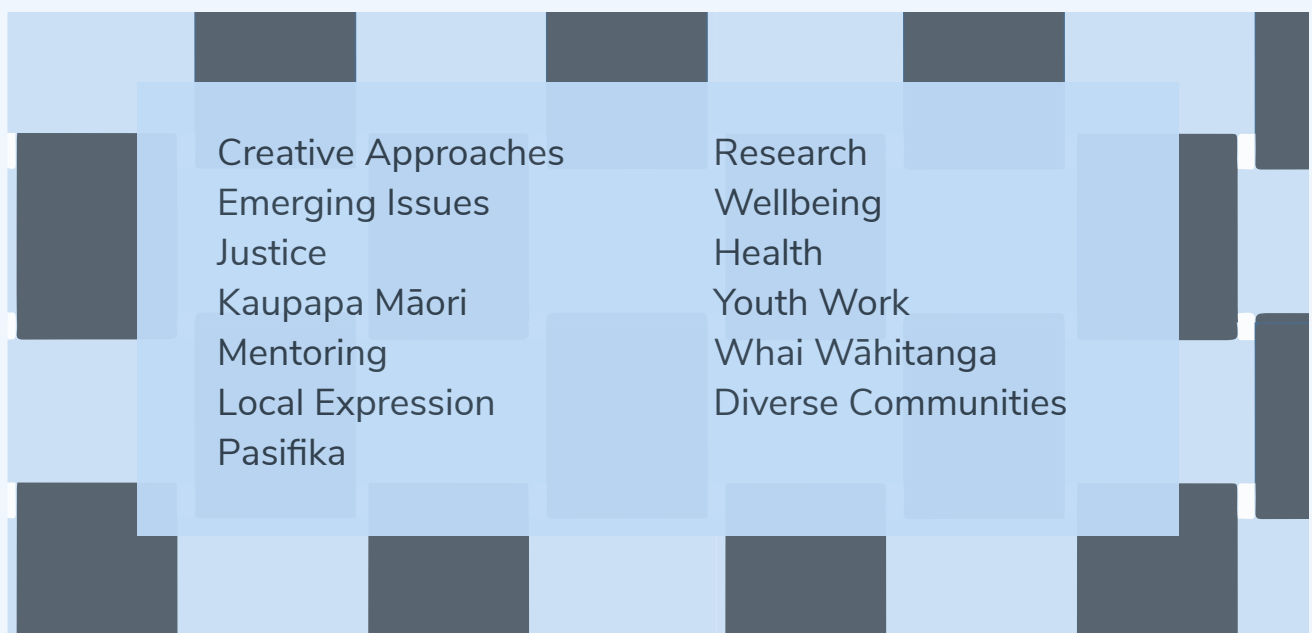 Creative Approaches
Emerging Issues
Justice
Kaupapa Māori
Mentoring
Local Expression
Pasifika
Research
Wellbeing
Health
Youth Work
Whai Wāhitanga
Diverse Communities